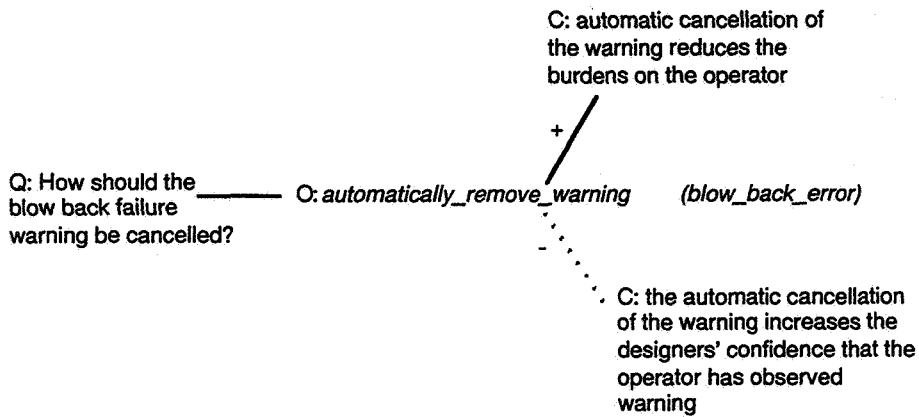 C: automatic cancellation of
the warning reduces the
burdens on the operator
+
Q: How should the
blow back failure
warning be cancelled?
O: automatically_remove_warning (blow_back_error)
-
C: the automatic cancellation
of the warning increases the
designers' confidence that the
operator has observed
warning